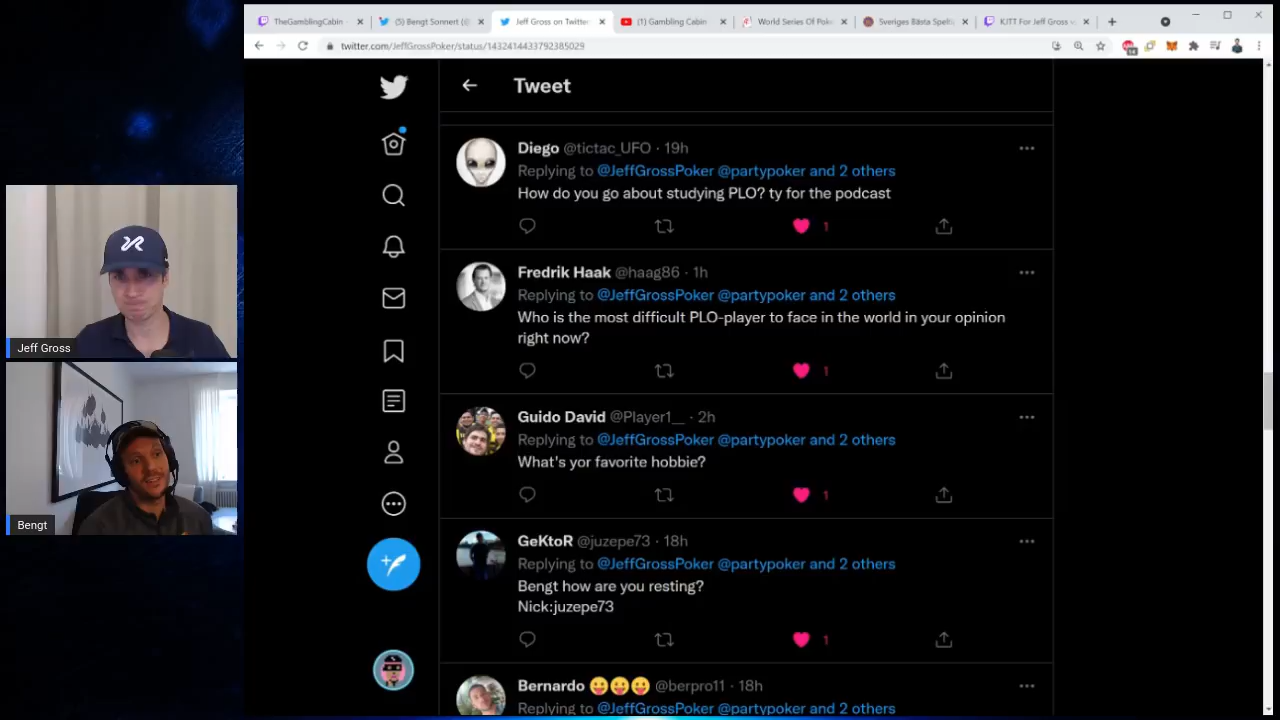 TheGamblingCabin -
(5) Bengt Sonnert (@
Jeff Gross on Twitter
(1) Gambling Cabin
World Series Of Poke
Sveriges Bästa Spelti
K/TT For Jeff Gross v
twitter.com/JeffGrossPoker/status/1432414433792385029
Tweet
Diego @tictac_UFO · 19h
Replying to @JeffGrossPoker @partypoker and 2 others
How do you go about studying PLO? ty for the podcast
1
Fredrik Haak @haag86 · 1h
Replying to @JeffGrossPoker @partypoker and 2 others
Who is the most difficult PLO-player to face in the world in your opinion
right now?
1
Guido David @Player1__ · 2h
Replying to @JeffGrossPoker @partypoker and 2 others
What's yor favorite hobbie?
1
GeKtoR @juzepe73 · 18h
Replying to @JeffGrossPoker @partypoker and 2 others
Bengt how are you resting?
Nick:juzepe73
1
Bernardo 😛😛😛 @berpro11 · 18h
Replying to @JeffGrossPoker @partypoker and 2 others
Jeff Gross
Bengt